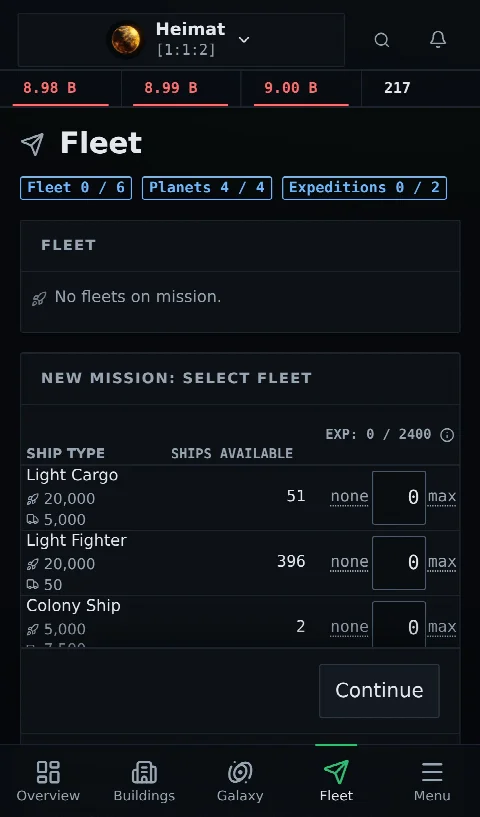 Heimat
[1:1:2]
8.98 B 8.99 B 9.00 B 217
Fleet
Fleet 0 / 6 Planets 4 / 4 Expeditions 0 / 2
FLEET
No fleets on mission.
NEW MISSION: SELECT FLEET
EXP: 0 / 2400
SHIP TYPE SHIPS AVAILABLE
Light Cargo
20,000
5,000
51 none 0 max
Light Fighter
20,000
50
396 none 0 max
Colony Ship
5,000
7,500
2 none 0 max
Continue
Overview Buildings Galaxy Fleet Menu